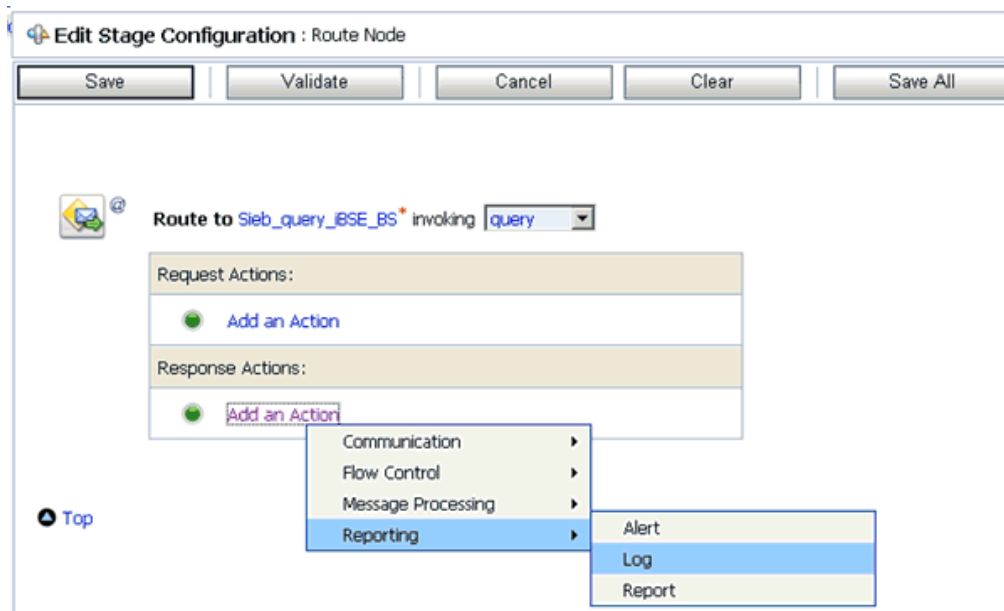 Edit Stage Configuration : Route Node
Save Validate Cancel Clear Save All
@
Route to Sieb_query_iBSE_BS* invoking query
Request Actions:
Add an Action
Response Actions:
Add an Action
Communication
Flow Control
Message Processing
Reporting
Top
Alert
Log
Report